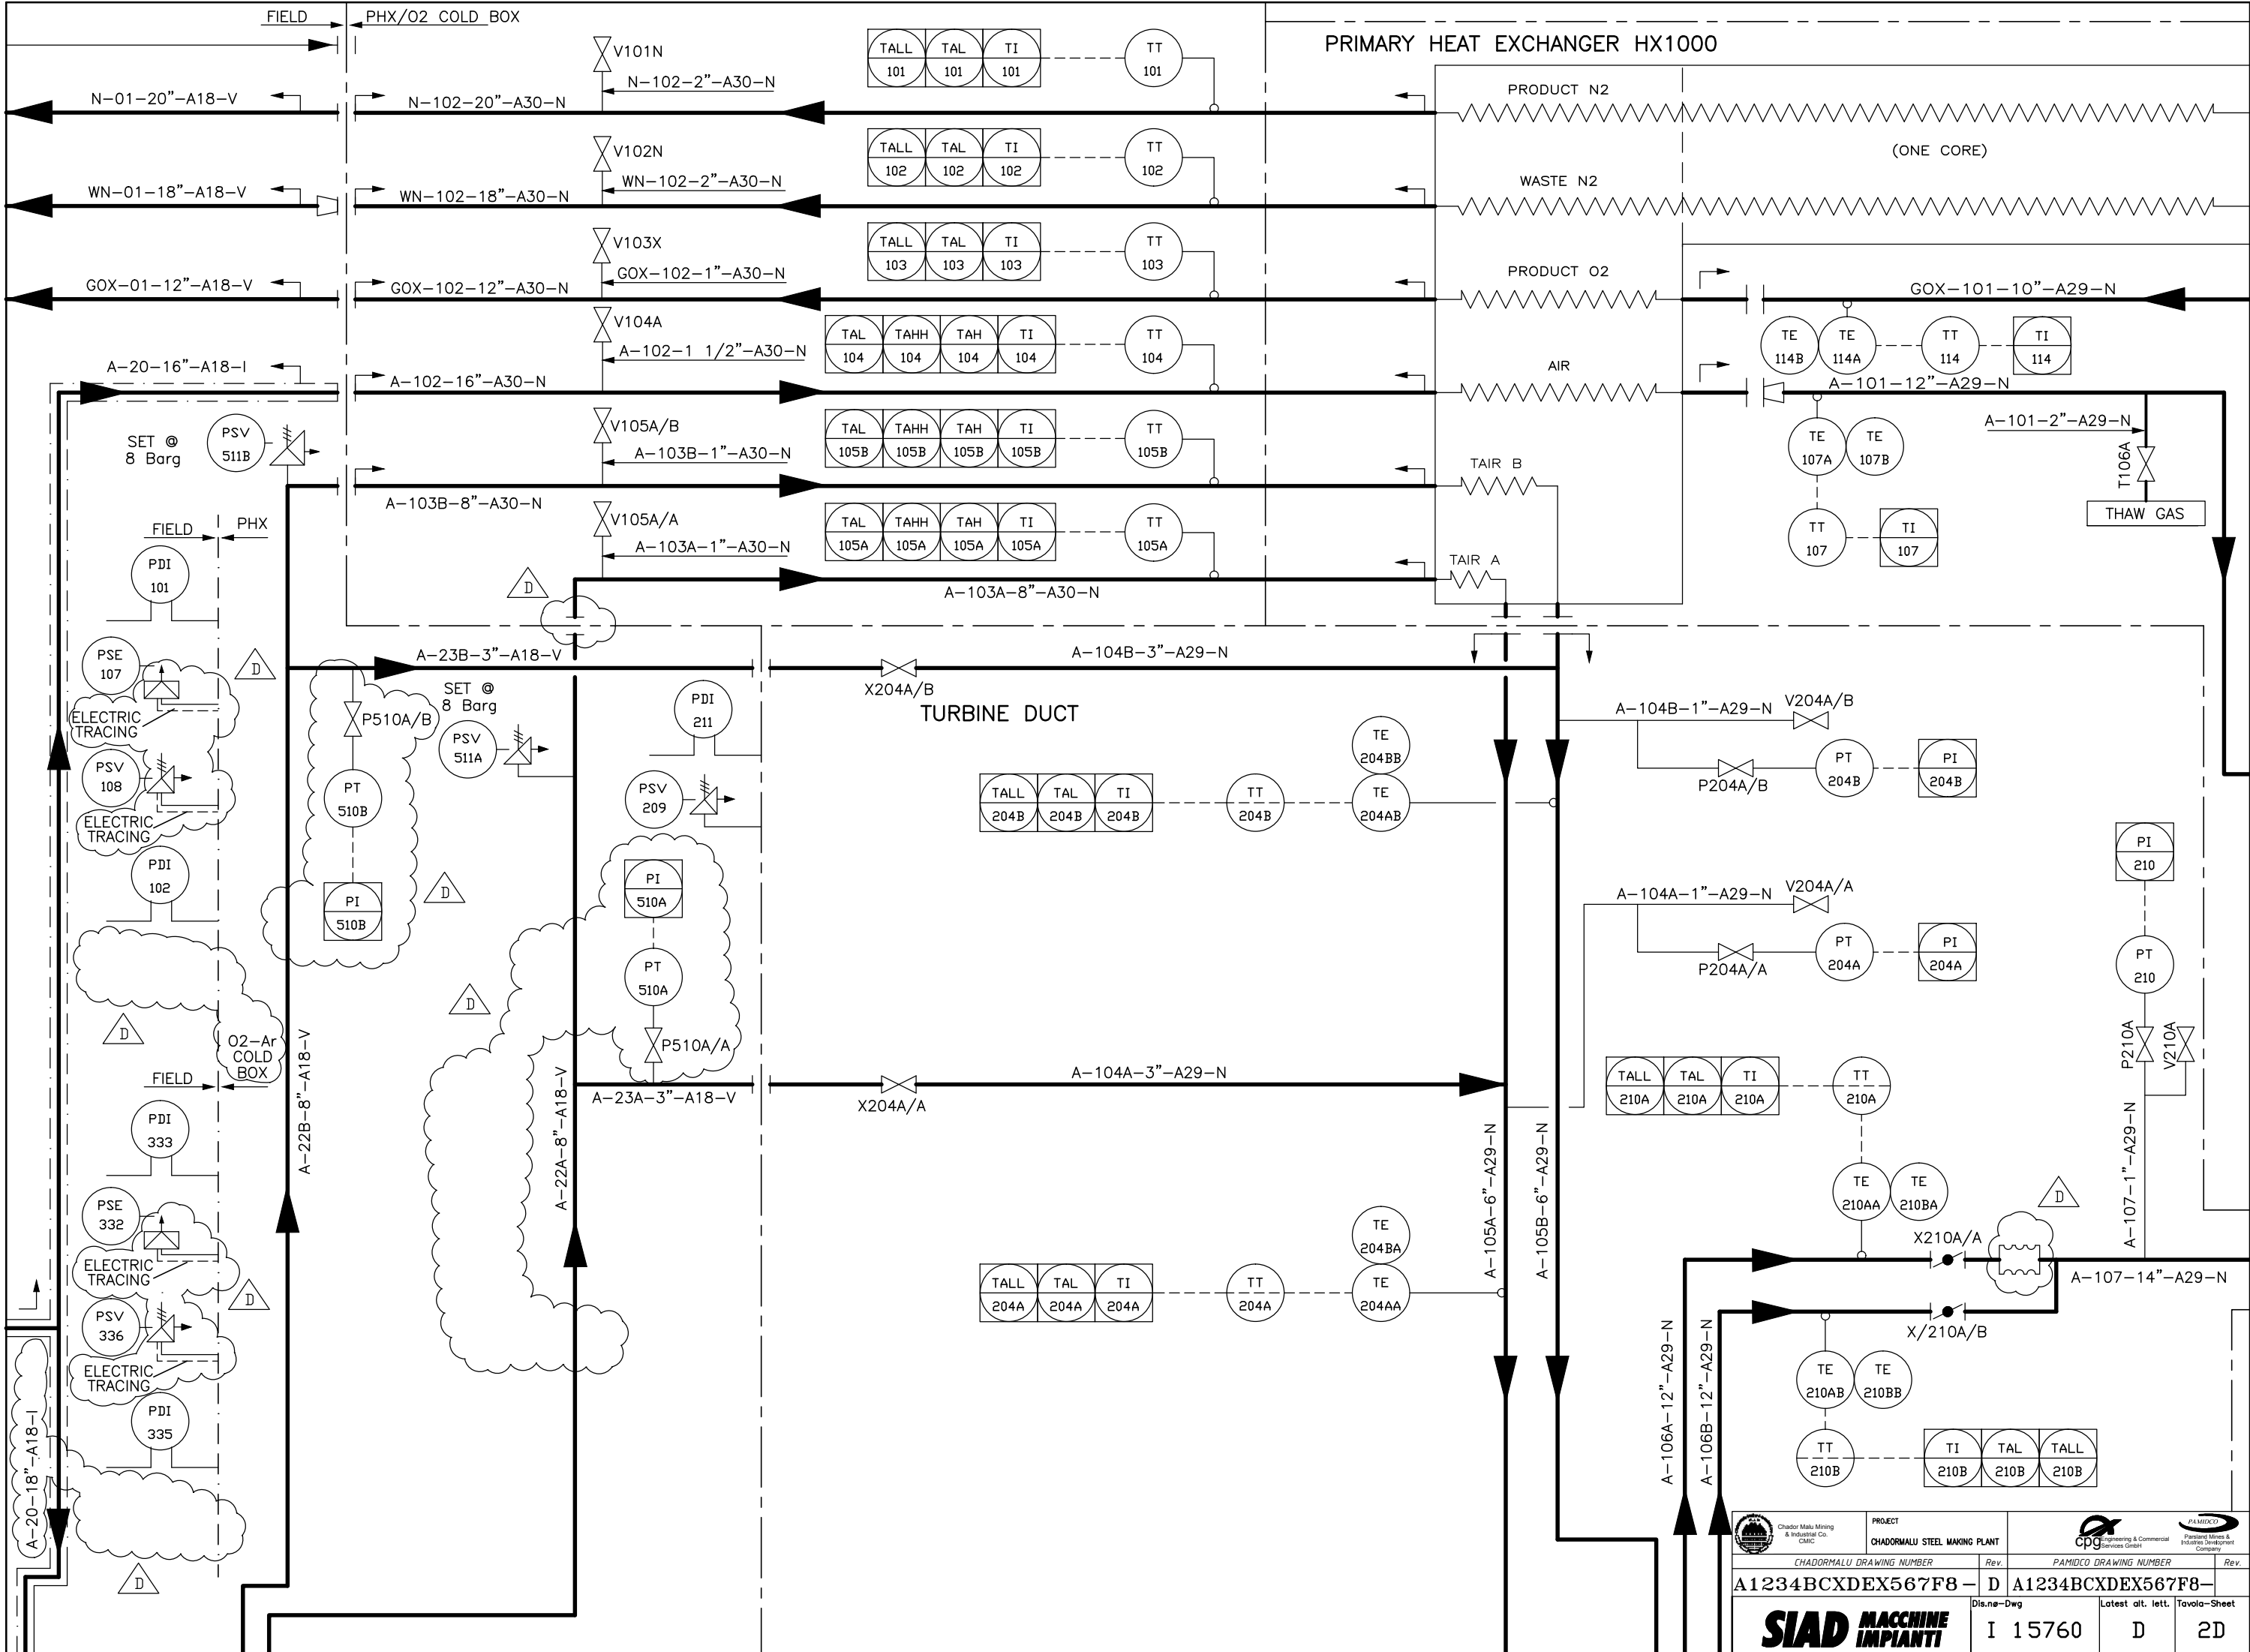 FIELD
PHX/O2 COLD BOX
PRIMARY HEAT EXCHANGER HX1000
V101N
TALL 101
TAL 101
TI 101
TT 101
N-01-20"-A18-V
N-102-20"-A30-N
N-102-2"-A30-N
PRODUCT N2
(ONE CORE)
V102N
TALL 102
TAL 102
TI 102
TT 102
WN-01-18"-A18-V
WN-102-18"-A30-N
WN-102-2"-A30-N
WASTE N2
V103X
TALL 103
TAL 103
TI 103
TT 103
GOX-01-12"-A18-V
GOX-102-12"-A30-N
GOX-102-1"-A30-N
PRODUCT O2
GOX-101-10"-A29-N
V104A
TAL 104
TAHH 104
TAH 104
TI 104
TT 104
TE 114B
TE 114A
TT 114
TI 114
A-20-16"-A18-I
A-102-16"-A30-N
A-102-1 1/2"-A30-N
AIR
A-101-12"-A29-N
A-101-2"-A29-N
T106A
THAW GAS
TE 107A
TE 107B
TT 107
TI 107
SET @
8 Barg
PSV 511B
V105A/B
A-103B-1"-A30-N
A-103B-8"-A30-N
TAL 105B
TAHH 105B
TAH 105B
TI 105B
TT 105B
TAIR B
V105A/A
A-103A-1"-A30-N
TAL 105A
TAHH 105A
TAH 105A
TI 105A
TT 105A
TAIR A
A-103A-8"-A30-N
D
FIELD
PHX
PDI 101
PSE 107
D
ELECTRIC
TRACING
PSV 108
ELECTRIC
TRACING
PDI 102
D
O2-Ar
COLD
BOX
FIELD
PDI 333
PSE 332
ELECTRIC
TRACING
D
PSV 336
ELECTRIC
TRACING
PDI 335
A-20-18"-A18-I
D
A-22B-8"-A18-V
A-23B-3"-A18-V
P510A/B
PT 510B
PI 510B
D
SET @
8 Barg
PSV 511A
PDI 211
PSV 209
PI 510A
PT 510A
P510A/A
D
A-22A-8"-A18-V
A-23A-3"-A18-V
X204A/B
A-104B-3"-A29-N
TURBINE DUCT
TE 204BB
TALL 204B
TAL 204B
TI 204B
TT 204B
TE 204AB
X204A/A
A-104A-3"-A29-N
TE 204BA
TALL 204A
TAL 204A
TI 204A
TT 204A
TE 204AA
A-105A-6"-A29-N
A-105B-6"-A29-N
A-104B-1"-A29-N
V204A/B
P204A/B
PT 204B
PI 204B
A-104A-1"-A29-N
V204A/A
P204A/A
PT 204A
PI 204A
PI 210
PT 210
P210A
V210A
A-107-1"-A29-N
TALL 210A
TAL 210A
TI 210A
TT 210A
TE 210AA
TE 210BA
D
X210A/A
A-107-14"-A29-N
X/210A/B
TE 210AB
TE 210BB
TT 210B
TI 210B
TAL 210B
TALL 210B
A-106A-12"-A29-N
A-106B-12"-A29-N
Chador Malu Mining
& Industrial Co.
CMIC
PROJECT
CHADORMALU STEEL MAKING PLANT
cpg Engineering & Commercial
Services GmbH
PAMIDCO
Parsland Mines &
Industries Development
Company
CHADORMALU DRAWING NUMBER
Rev.
PAMIDCO DRAWING NUMBER
Rev.
A1234BCXDEX567F8-
D
A1234BCXDEX567F8-
SIAD MACCHINE
IMPIANTI
Dis.nø-Dwg
I 15760
Latest alt. lett.
D
Tavola-Sheet
2D